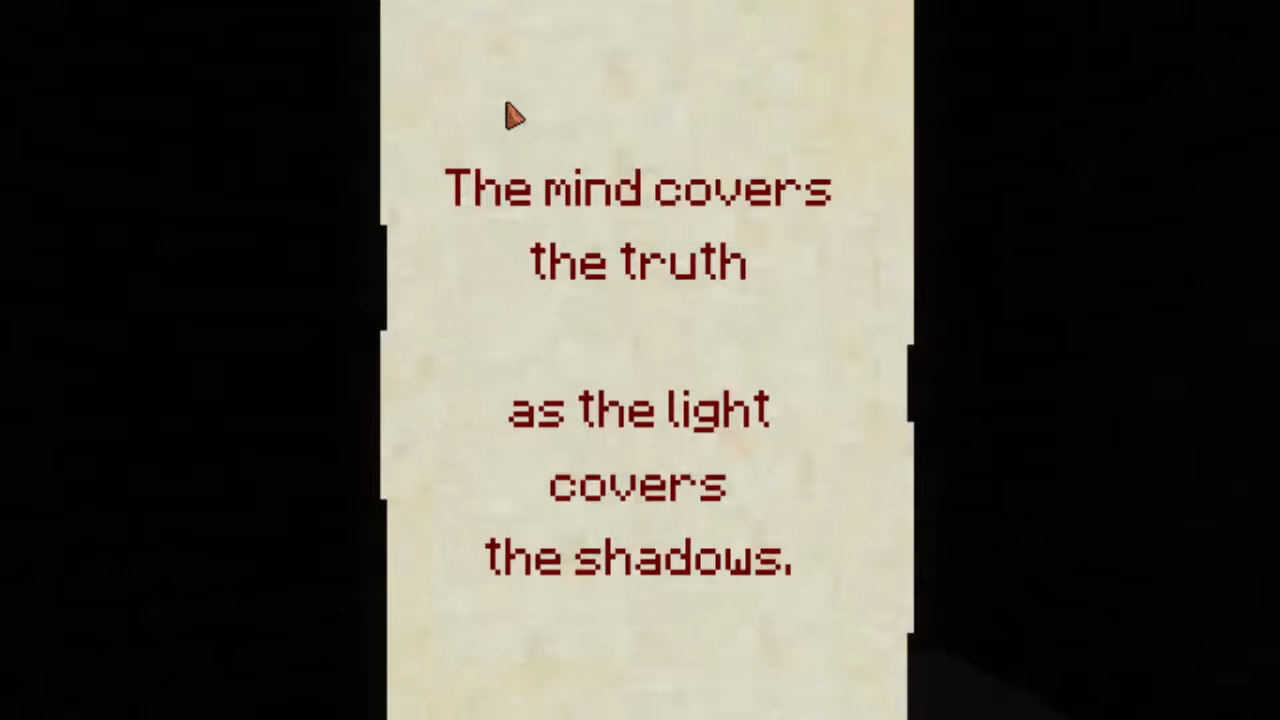 The mind covers
the truth
as the light
covers
the shadows.